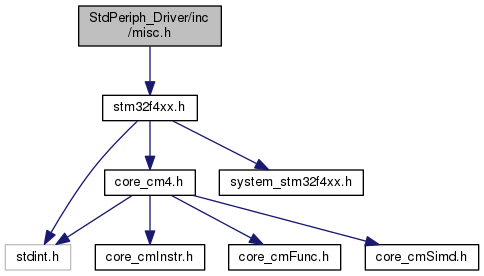 StdPeriph_Driver/inc
/misc.h
stm32f4xx.h
core_cm4.h
system_stm32f4xx.h
stdint.h
core_cmInstr.h
core_cmFunc.h
core_cmSimd.h